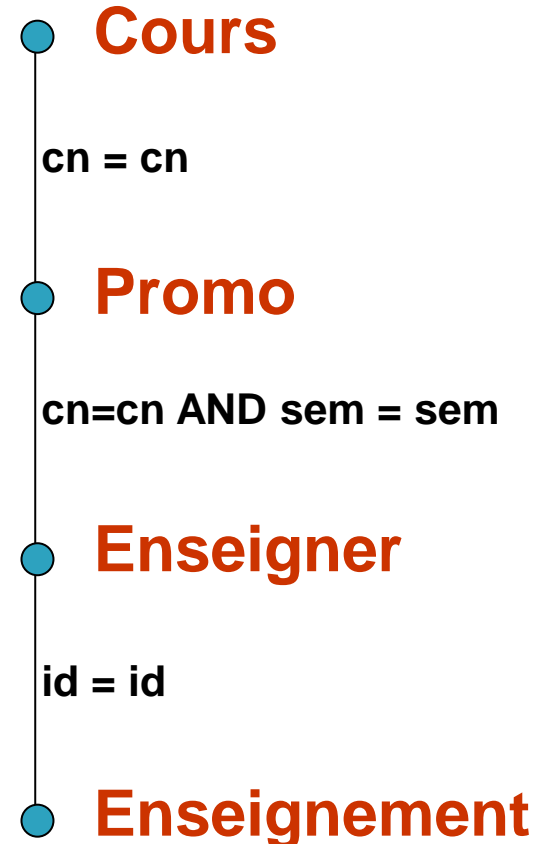 Cours
cn = cn
Promo
cn=cn AND sem = sem
Enseigner
id = id
Enseignement